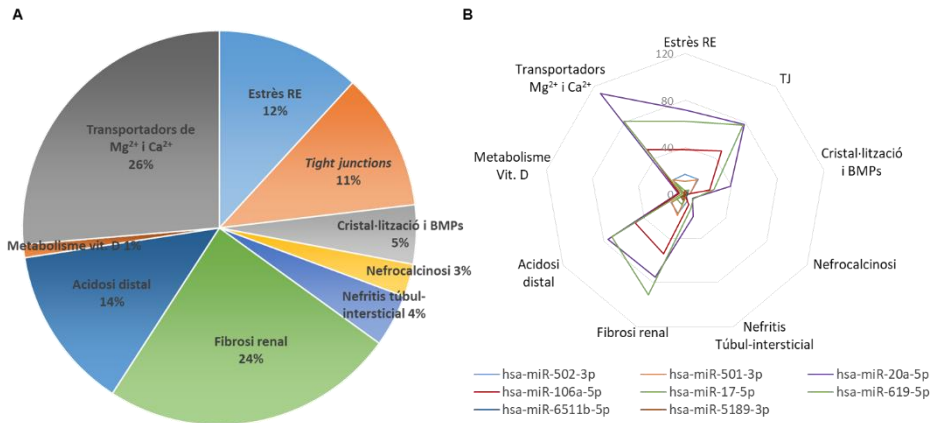 A
Estrès RE
12%
Tight junctions
11%
Cristal·lització i BMPs
5%
Nefrocalcinosi 3%
Nefritis túbul-
intersticial 4%
Fibrosi renal
24%
Acidosi distal
14%
Metabolisme vit. D 1%
Transportadors de
Mg²⁺ i Ca²⁺
26%
B
Estrès RE
120
80
40
0
TJ
Cristal·lització
i BMPs
Nefrocalcinosi
Nefritis
Túbul-intersticial
Fibrosi renal
Acidosi
distal
Metabolisme
Vit. D
Transportadors
Mg²⁺ i Ca²⁺
hsa-miR-502-3p
hsa-miR-501-3p
hsa-miR-20a-5p
hsa-miR-106a-5p
hsa-miR-17-5p
hsa-miR-619-5p
hsa-miR-6511b-5p
hsa-miR-5189-3p